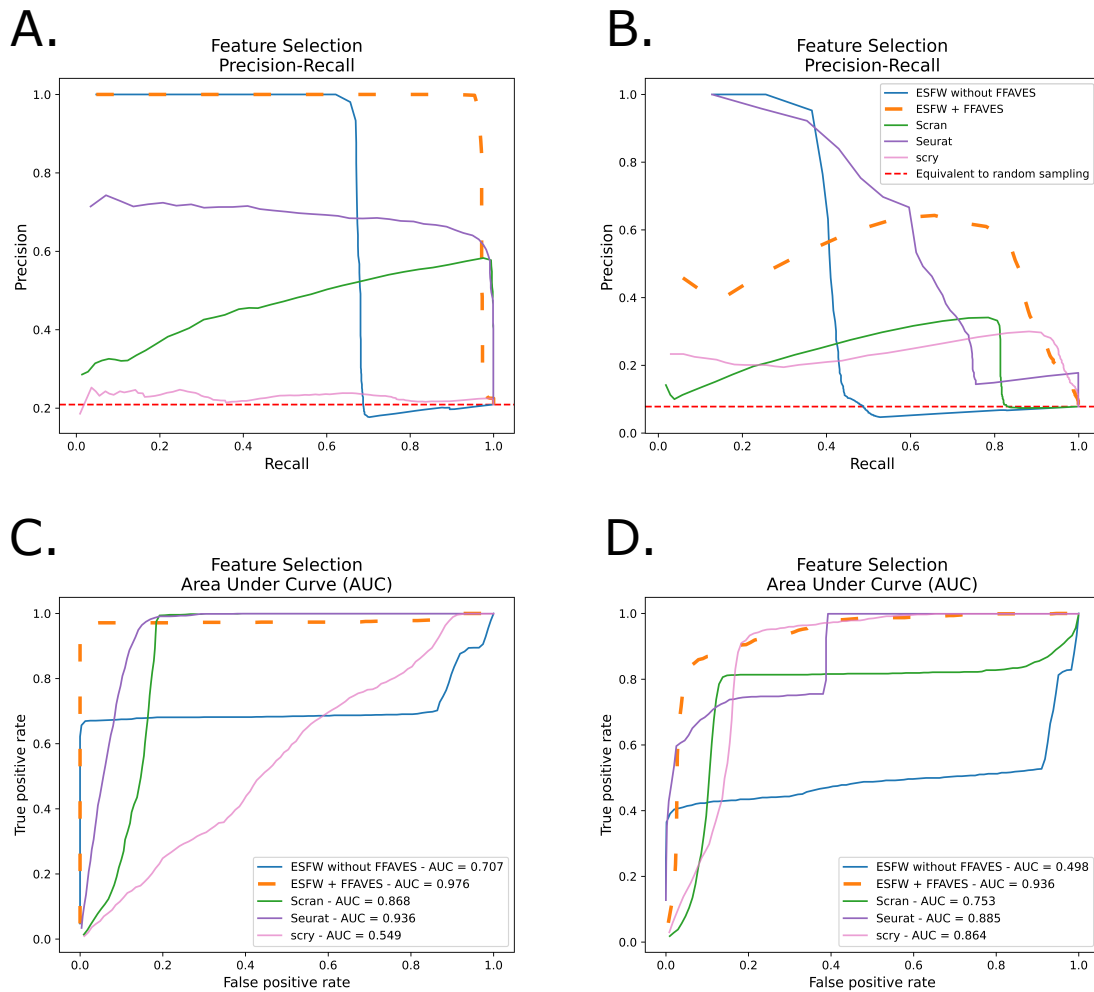 A.
Feature Selection
Precision-Recall
1.0
0.8
0.6
0.4
0.2
Precision
0.0
0.2
0.4
0.6
0.8
1.0
Recall
B.
Feature Selection
Precision-Recall
ESFW without FFAVES
ESFW + FFAVES
Scran
Seurat
scry
Equivalent to random sampling
1.0
0.8
0.6
0.4
0.2
0.0
Precision
0.0
0.2
0.4
0.6
0.8
1.0
Recall
C.
Feature Selection
Area Under Curve (AUC)
1.0
0.8
0.6
0.4
0.2
0.0
True positive rate
ESFW without FFAVES - AUC = 0.707
ESFW + FFAVES - AUC = 0.976
Scran - AUC = 0.868
Seurat - AUC = 0.936
scry - AUC = 0.549
0.0
0.2
0.4
0.6
0.8
1.0
False positive rate
D.
Feature Selection
Area Under Curve (AUC)
1.0
0.8
0.6
0.4
0.2
0.0
True positive rate
ESFW without FFAVES - AUC = 0.498
ESFW + FFAVES - AUC = 0.936
Scran - AUC = 0.753
Seurat - AUC = 0.885
scry - AUC = 0.864
0.0
0.2
0.4
0.6
0.8
1.0
False positive rate